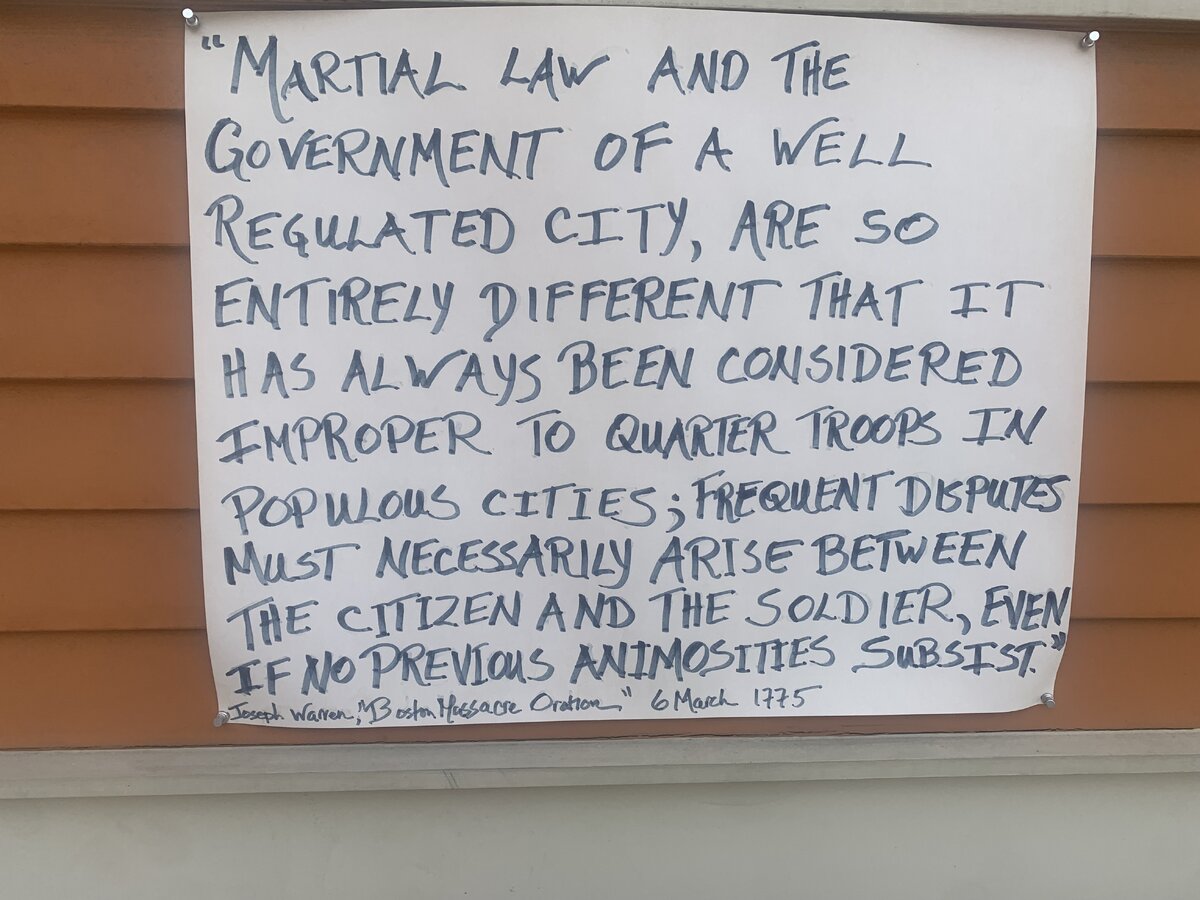 "MARTIAL LAW AND THE
GOVERNMENT OF A WELL
REGULATED CITY, ARE SO
ENTIRELY DIFFERENT THAT IT
HAS ALWAYS BEEN CONSIDERED
IMPROPER TO QUARTER TROOPS IN
POPULOUS CITIES; FREQUENT DISPUTES
MUST NECESSARILY ARISE BETWEEN
THE CITIZEN AND THE SOLDIER, EVEN
IF NO PREVIOUS ANIMOSITIES SUBSIST."
Joseph Warren, "Boston Massacre Oration," 6 March 1775